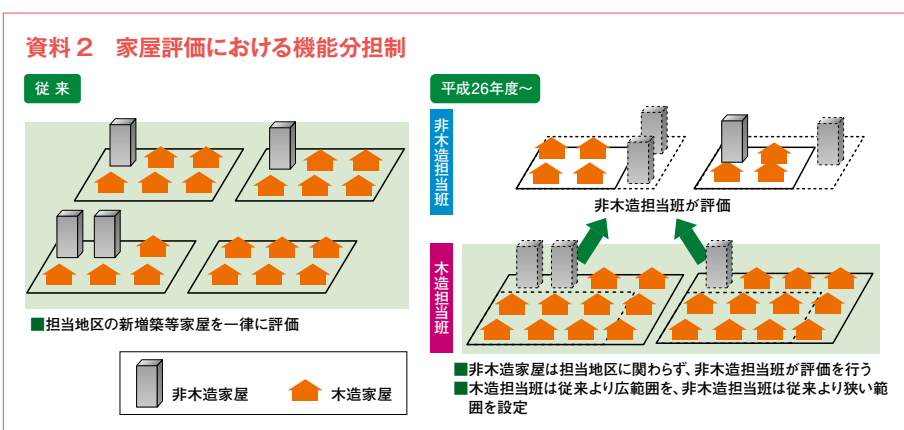 資料2 家屋評価における機能分担制
従 来
■担当地区の新増築等家屋を一律に評価
非木造家屋
木造家屋
平成26年度〜
非木造担当班
非木造担当班が評価
木造担当班
■非木造家屋は担当地区に関わらず、非木造担当班が評価を行う
■木造担当班は従来より広範囲を、非木造担当班は従来より狭い範
囲を設定